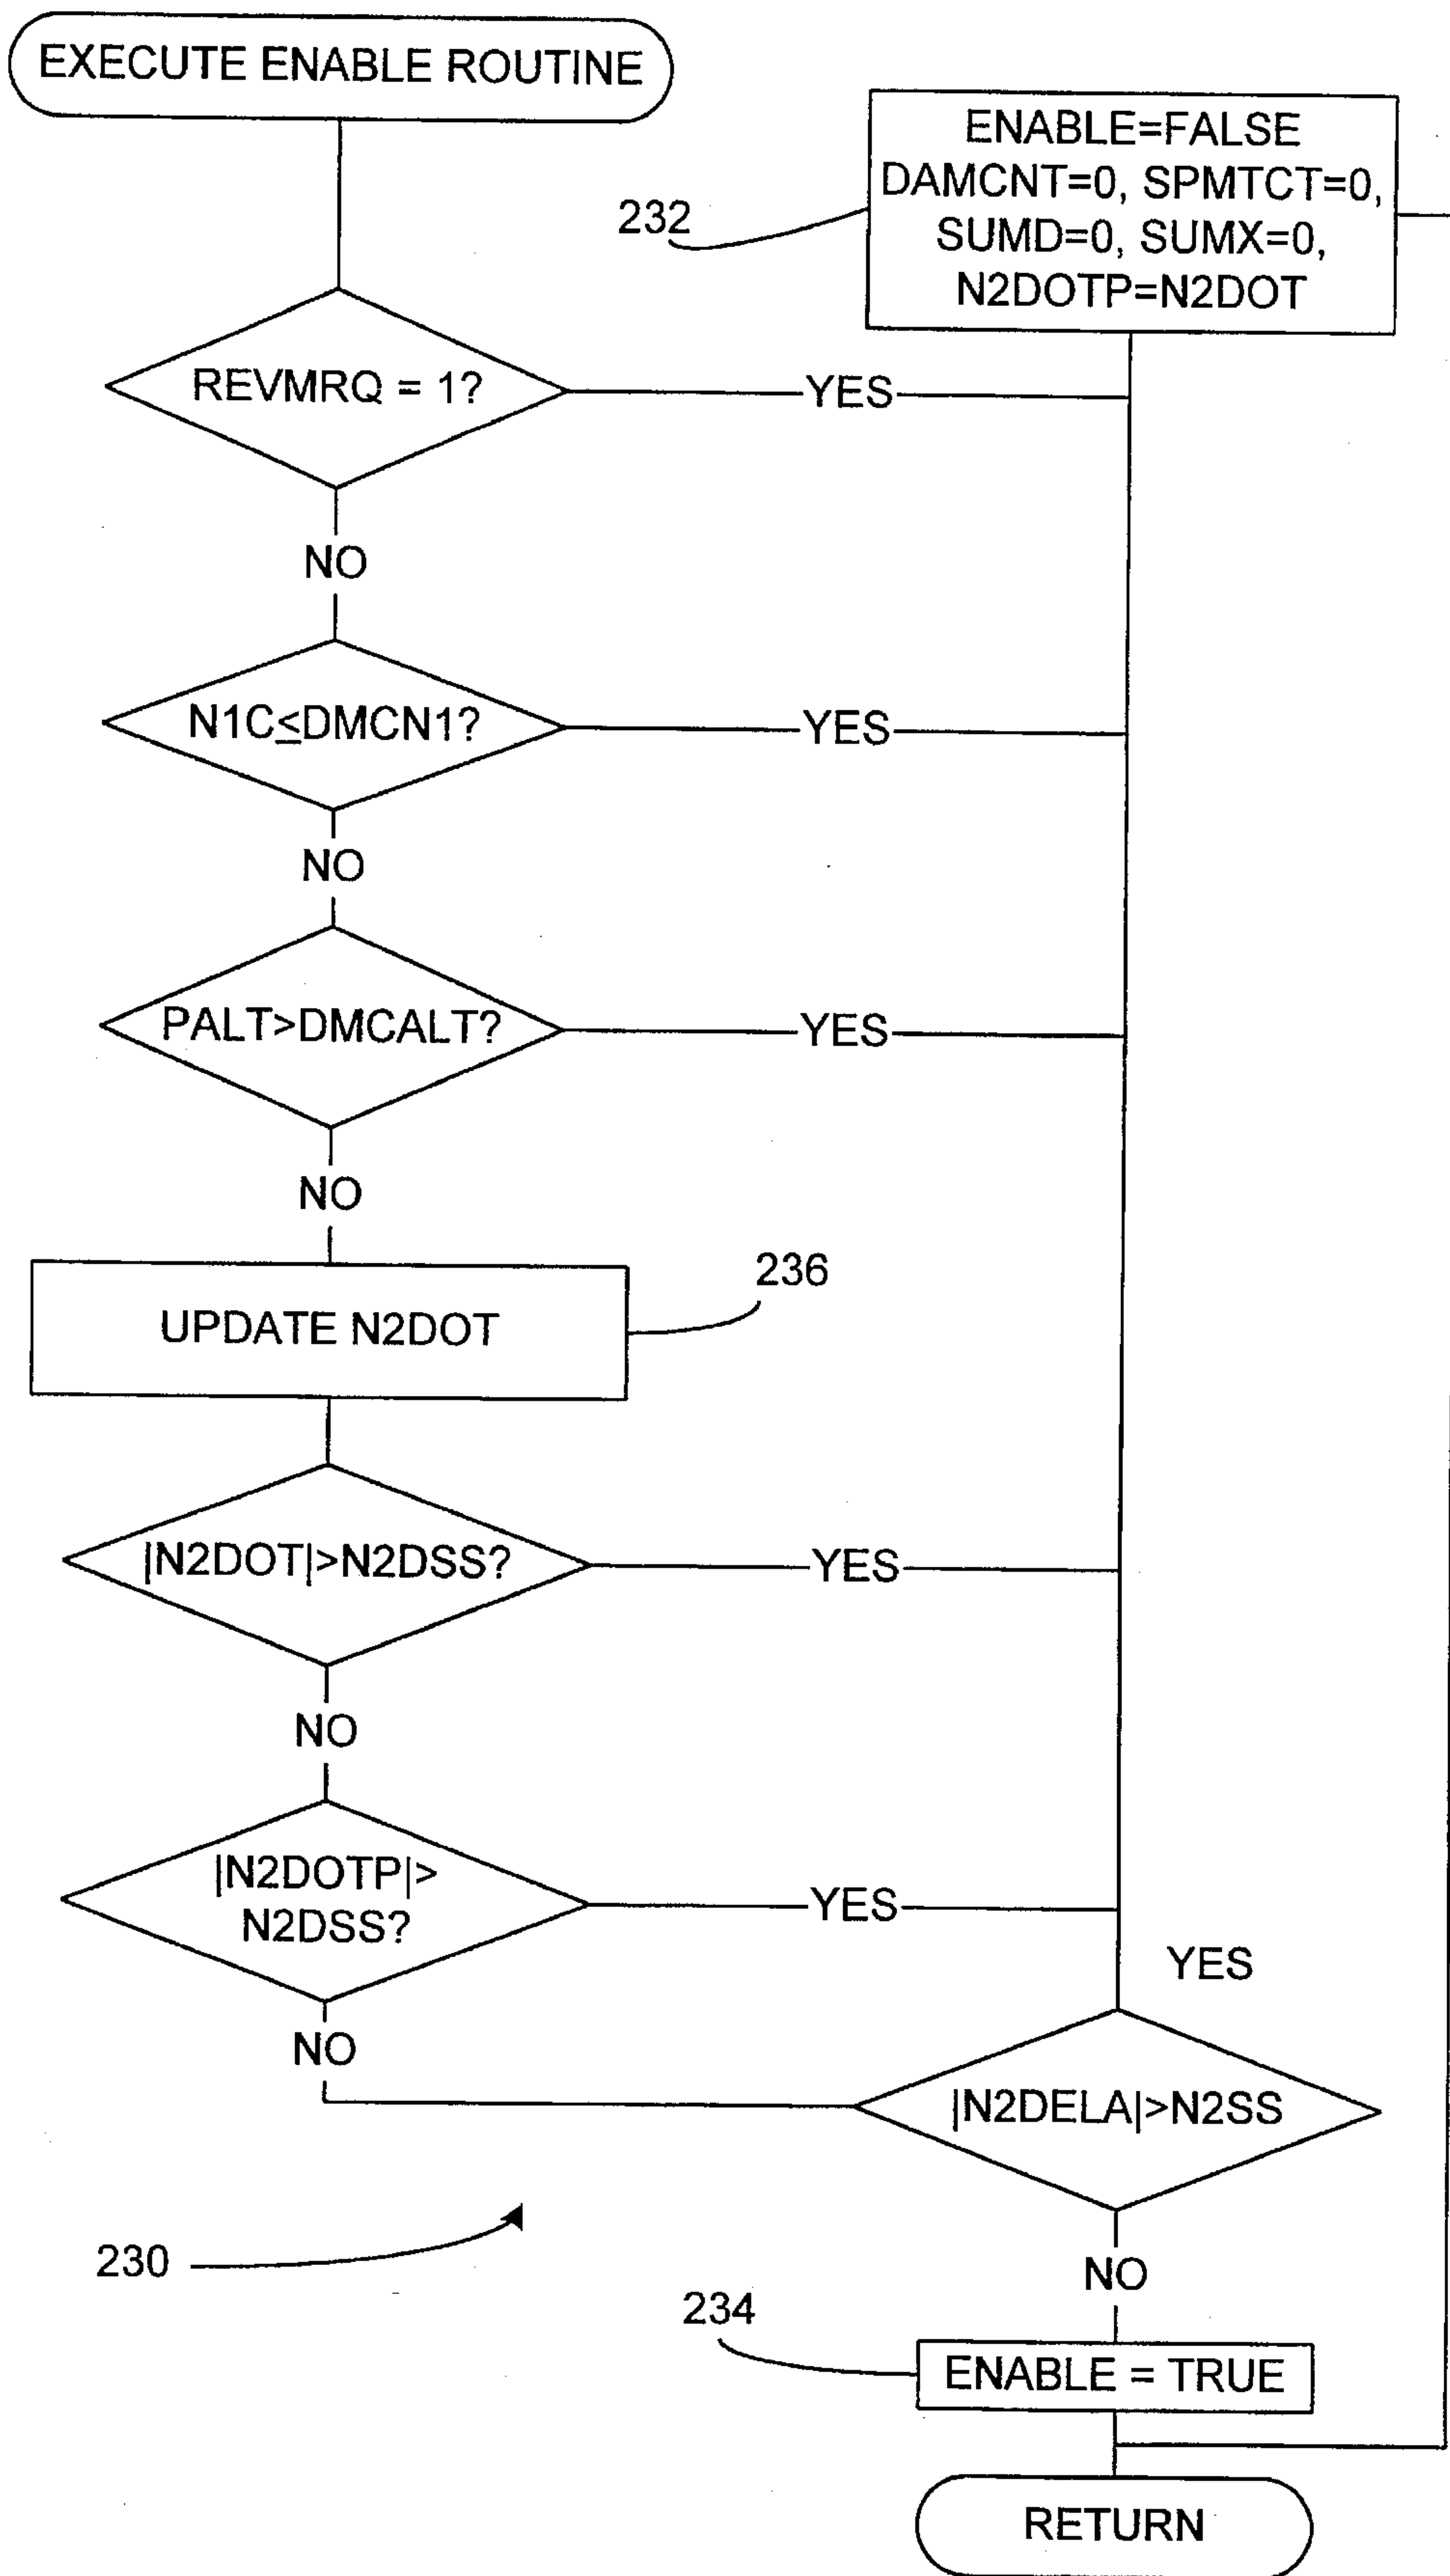 EXECUTE ENABLE ROUTINE
ENABLE=FALSE
DAMCNT=0, SPMTCT=0,
SUMD=0, SUMX=0,
N2DOTP=N2DOT
232
REVMRQ = 1?
YES
NO
N1C≤DMCN1?
YES
NO
PALT>DMCALT?
YES
NO
UPDATE N2DOT
236
|N2DOT|>N2DSS?
YES
NO
|N2DOTP|>
N2DSS?
YES
YES
NO
|N2DELA|>N2SS
230
NO
234
ENABLE = TRUE
RETURN